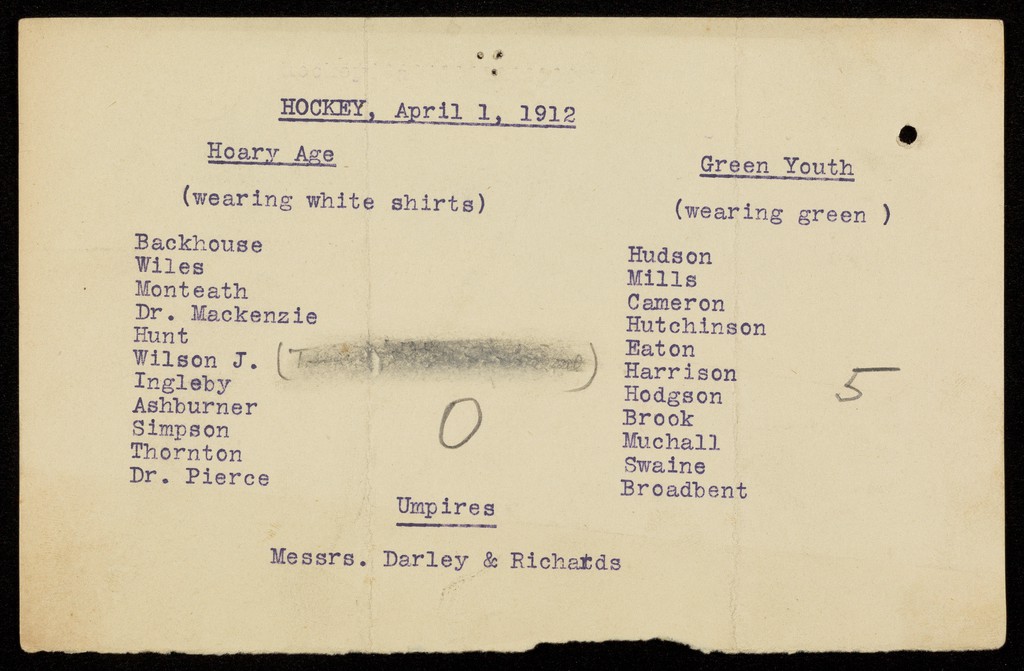 HOCKEY, April 1, 1912
Hoary Age
(wearing white shirts)
Backhouse
Wiles
Monteath
Dr. Mackenzie
Hunt
Wilson J. (
)
Ingleby
Ashburner
Simpson
Thornton
Dr. Pierce
0
Green Youth
(wearing green )
Hudson
Mills
Cameron
Hutchinson
Eaton
Harrison
Hodgson
Brook
Muchall
Swaine
Broadbent
5
Umpires
Messrs. Darley & Richards